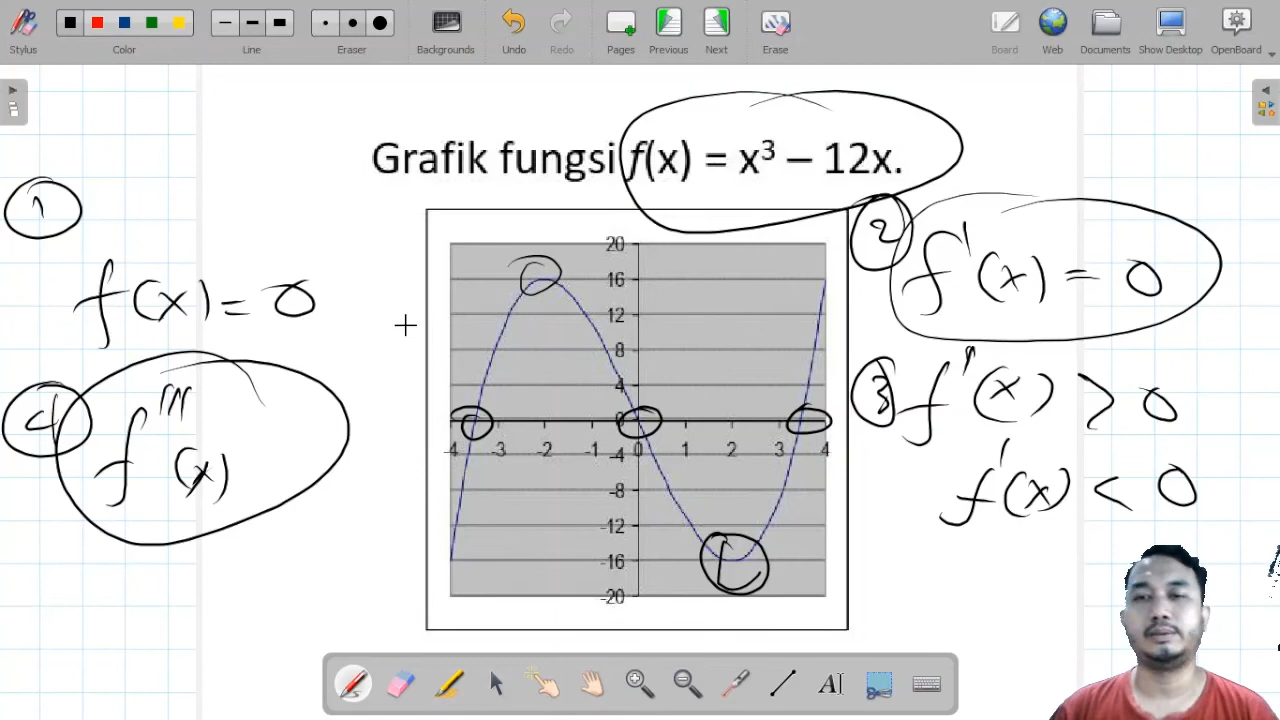 Stylus
Color
Line
Eraser
Backgrounds
Undo
Redo
Pages
Previous
Next
Erase
Board
Web
Documents
Show Desktop
OpenBoard
Grafik fungsi f(x) = x³ – 12x.
1
f(x) = 0
2
f'(x) = 0
3
f'(x) > 0
f'(x) < 0
4
f'''(x)
20
16
12
8
4
0
-4
-8
-12
-16
-20
-4 -3 -2 -1 0 1 2 3 4
AI